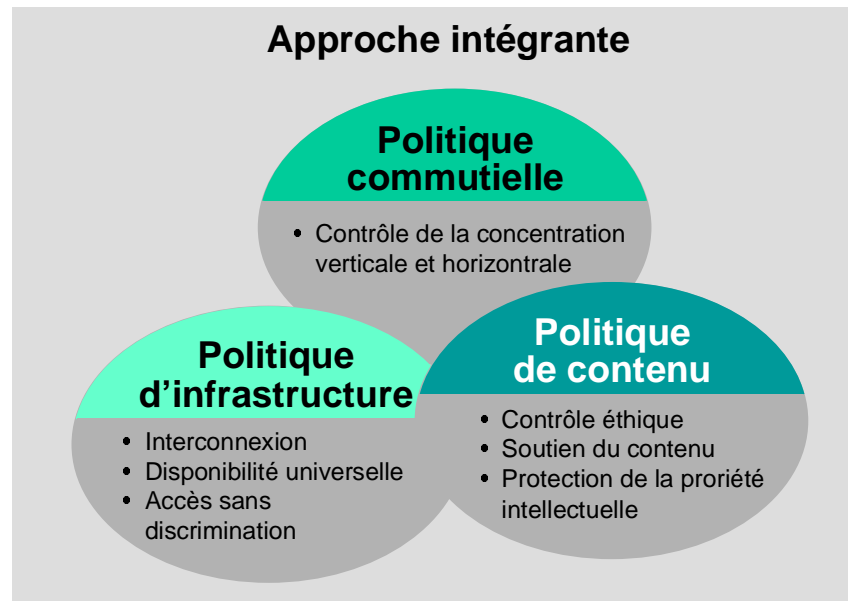 Approche intégrante
Politique
commutielle
• Contrôle de la concentration
verticale et horizontrale
Politique
d’infrastructure
• Interconnexion
• Disponibilité universelle
• Accès sans
discrimination
Politique
de contenu
• Contrôle éthique
• Soutien du contenu
• Protection de la proriété
intellectuelle